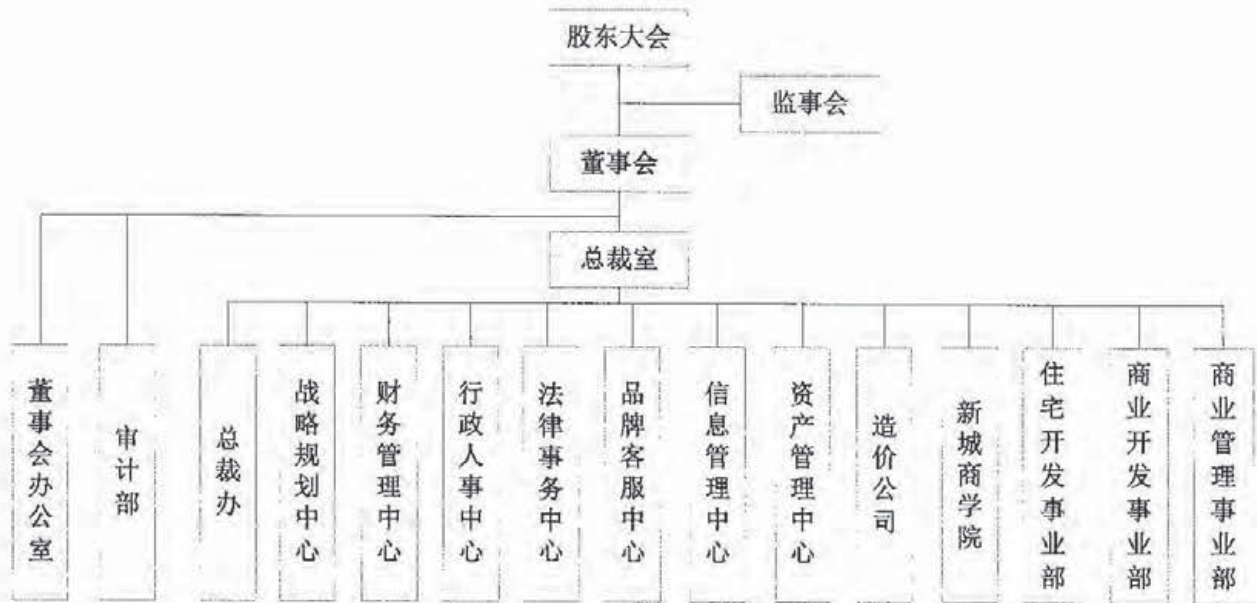 股东大会
监事会
董事会
总裁室
董事会办公室
审计部
总裁办
战略规划中心
财务管理中心
行政人事中心
法律事务中心
品牌客服中心
信息管理中心
资产管理中心
造价公司
新城商学院
住宅开发事业部
商业开发事业部
商业管理事业部